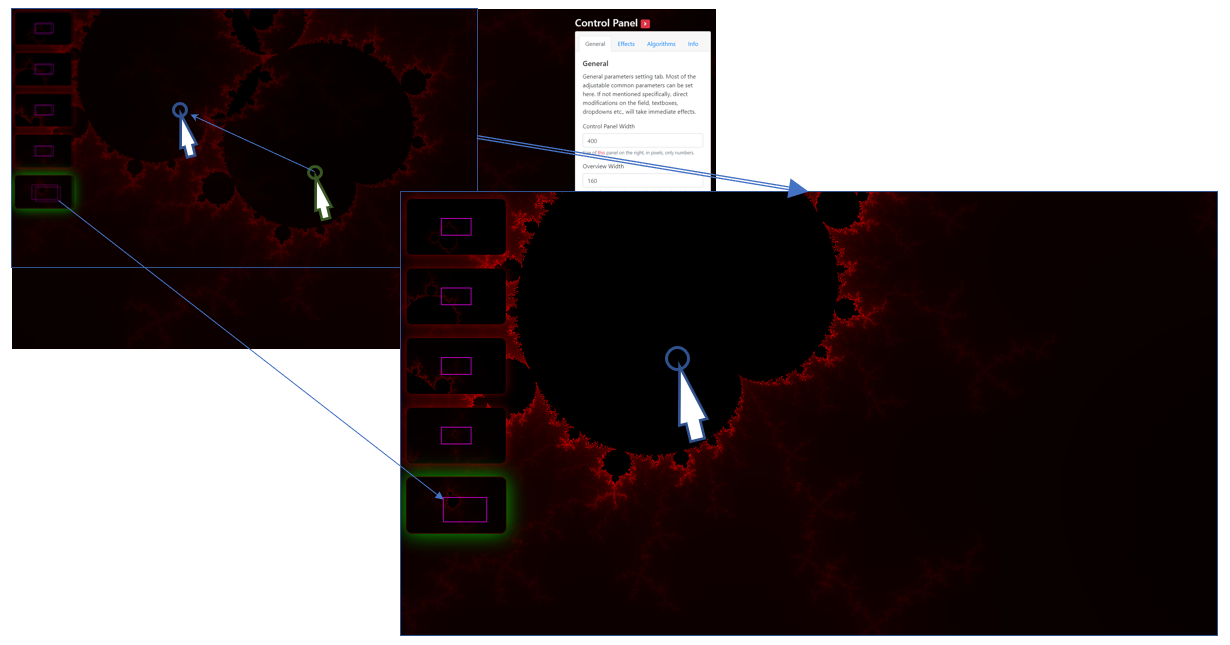 Control Panel
General Effects Algorithms Info
General
General parameters setting tab. Most of the
adjustable common parameters can be set
here. If not mentioned specifically, direct
modifications on the field, textboxes,
dropdowns etc., will take immediate effects.
Control Panel Width
400
of this panel on the right, in pixels, only numbers.
Overview Width
160